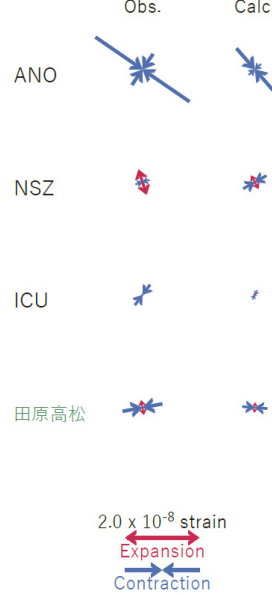 Obs. Calc
ANO
NSZ
ICU
田原高松
2.0 x 10⁻⁸ strain
Expansion
Contraction